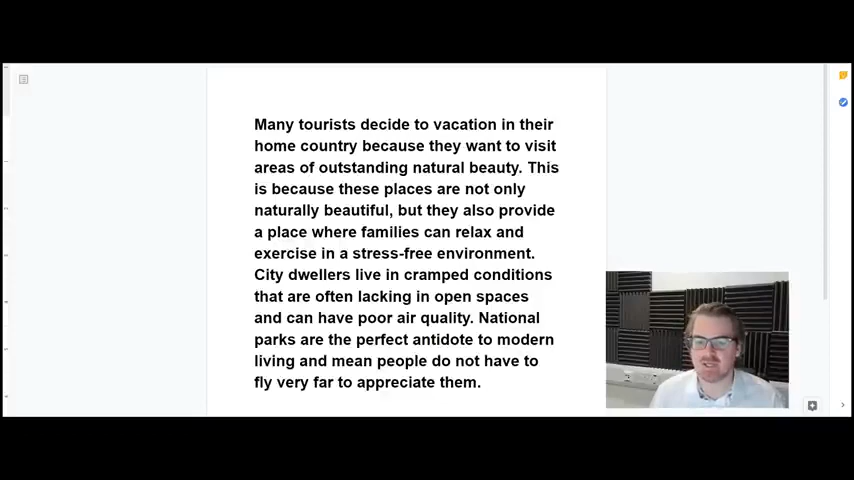 Many tourists decide to vacation in their
home country because they want to visit
areas of outstanding natural beauty. This
is because these places are not only
naturally beautiful, but they also provide
a place where families can relax and
exercise in a stress-free environment.
City dwellers live in cramped conditions
that are often lacking in open spaces
and can have poor air quality. National
parks are the perfect antidote to modern
living and mean people do not have to
fly very far to appreciate them.